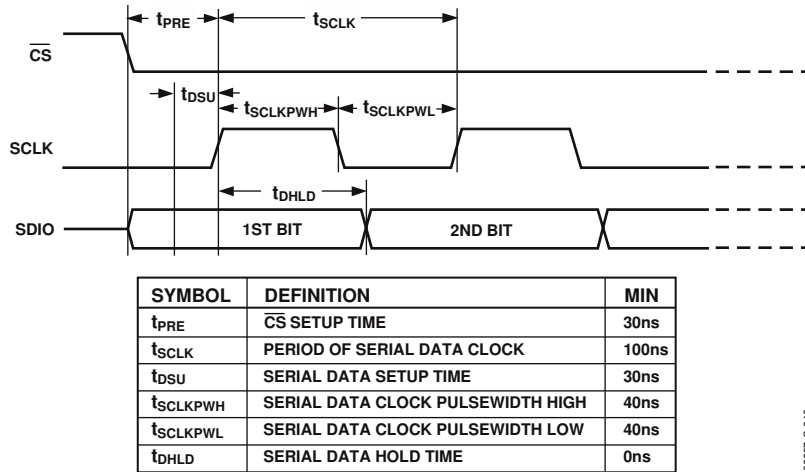 tPRE
tSCLK
CS
tDSU
tSCLKPWH
tSCLKPWL
SCLK
tDHLD
SDIO
1ST BIT
2ND BIT
SYMBOL DEFINITION MIN
tPRE CS SETUP TIME 30ns
tSCLK PERIOD OF SERIAL DATA CLOCK 100ns
tDSU SERIAL DATA SETUP TIME 30ns
tSCLKPWH SERIAL DATA CLOCK PULSEWIDTH HIGH 40ns
tSCLKPWL SERIAL DATA CLOCK PULSEWIDTH LOW 40ns
tDHLD SERIAL DATA HOLD TIME 0ns